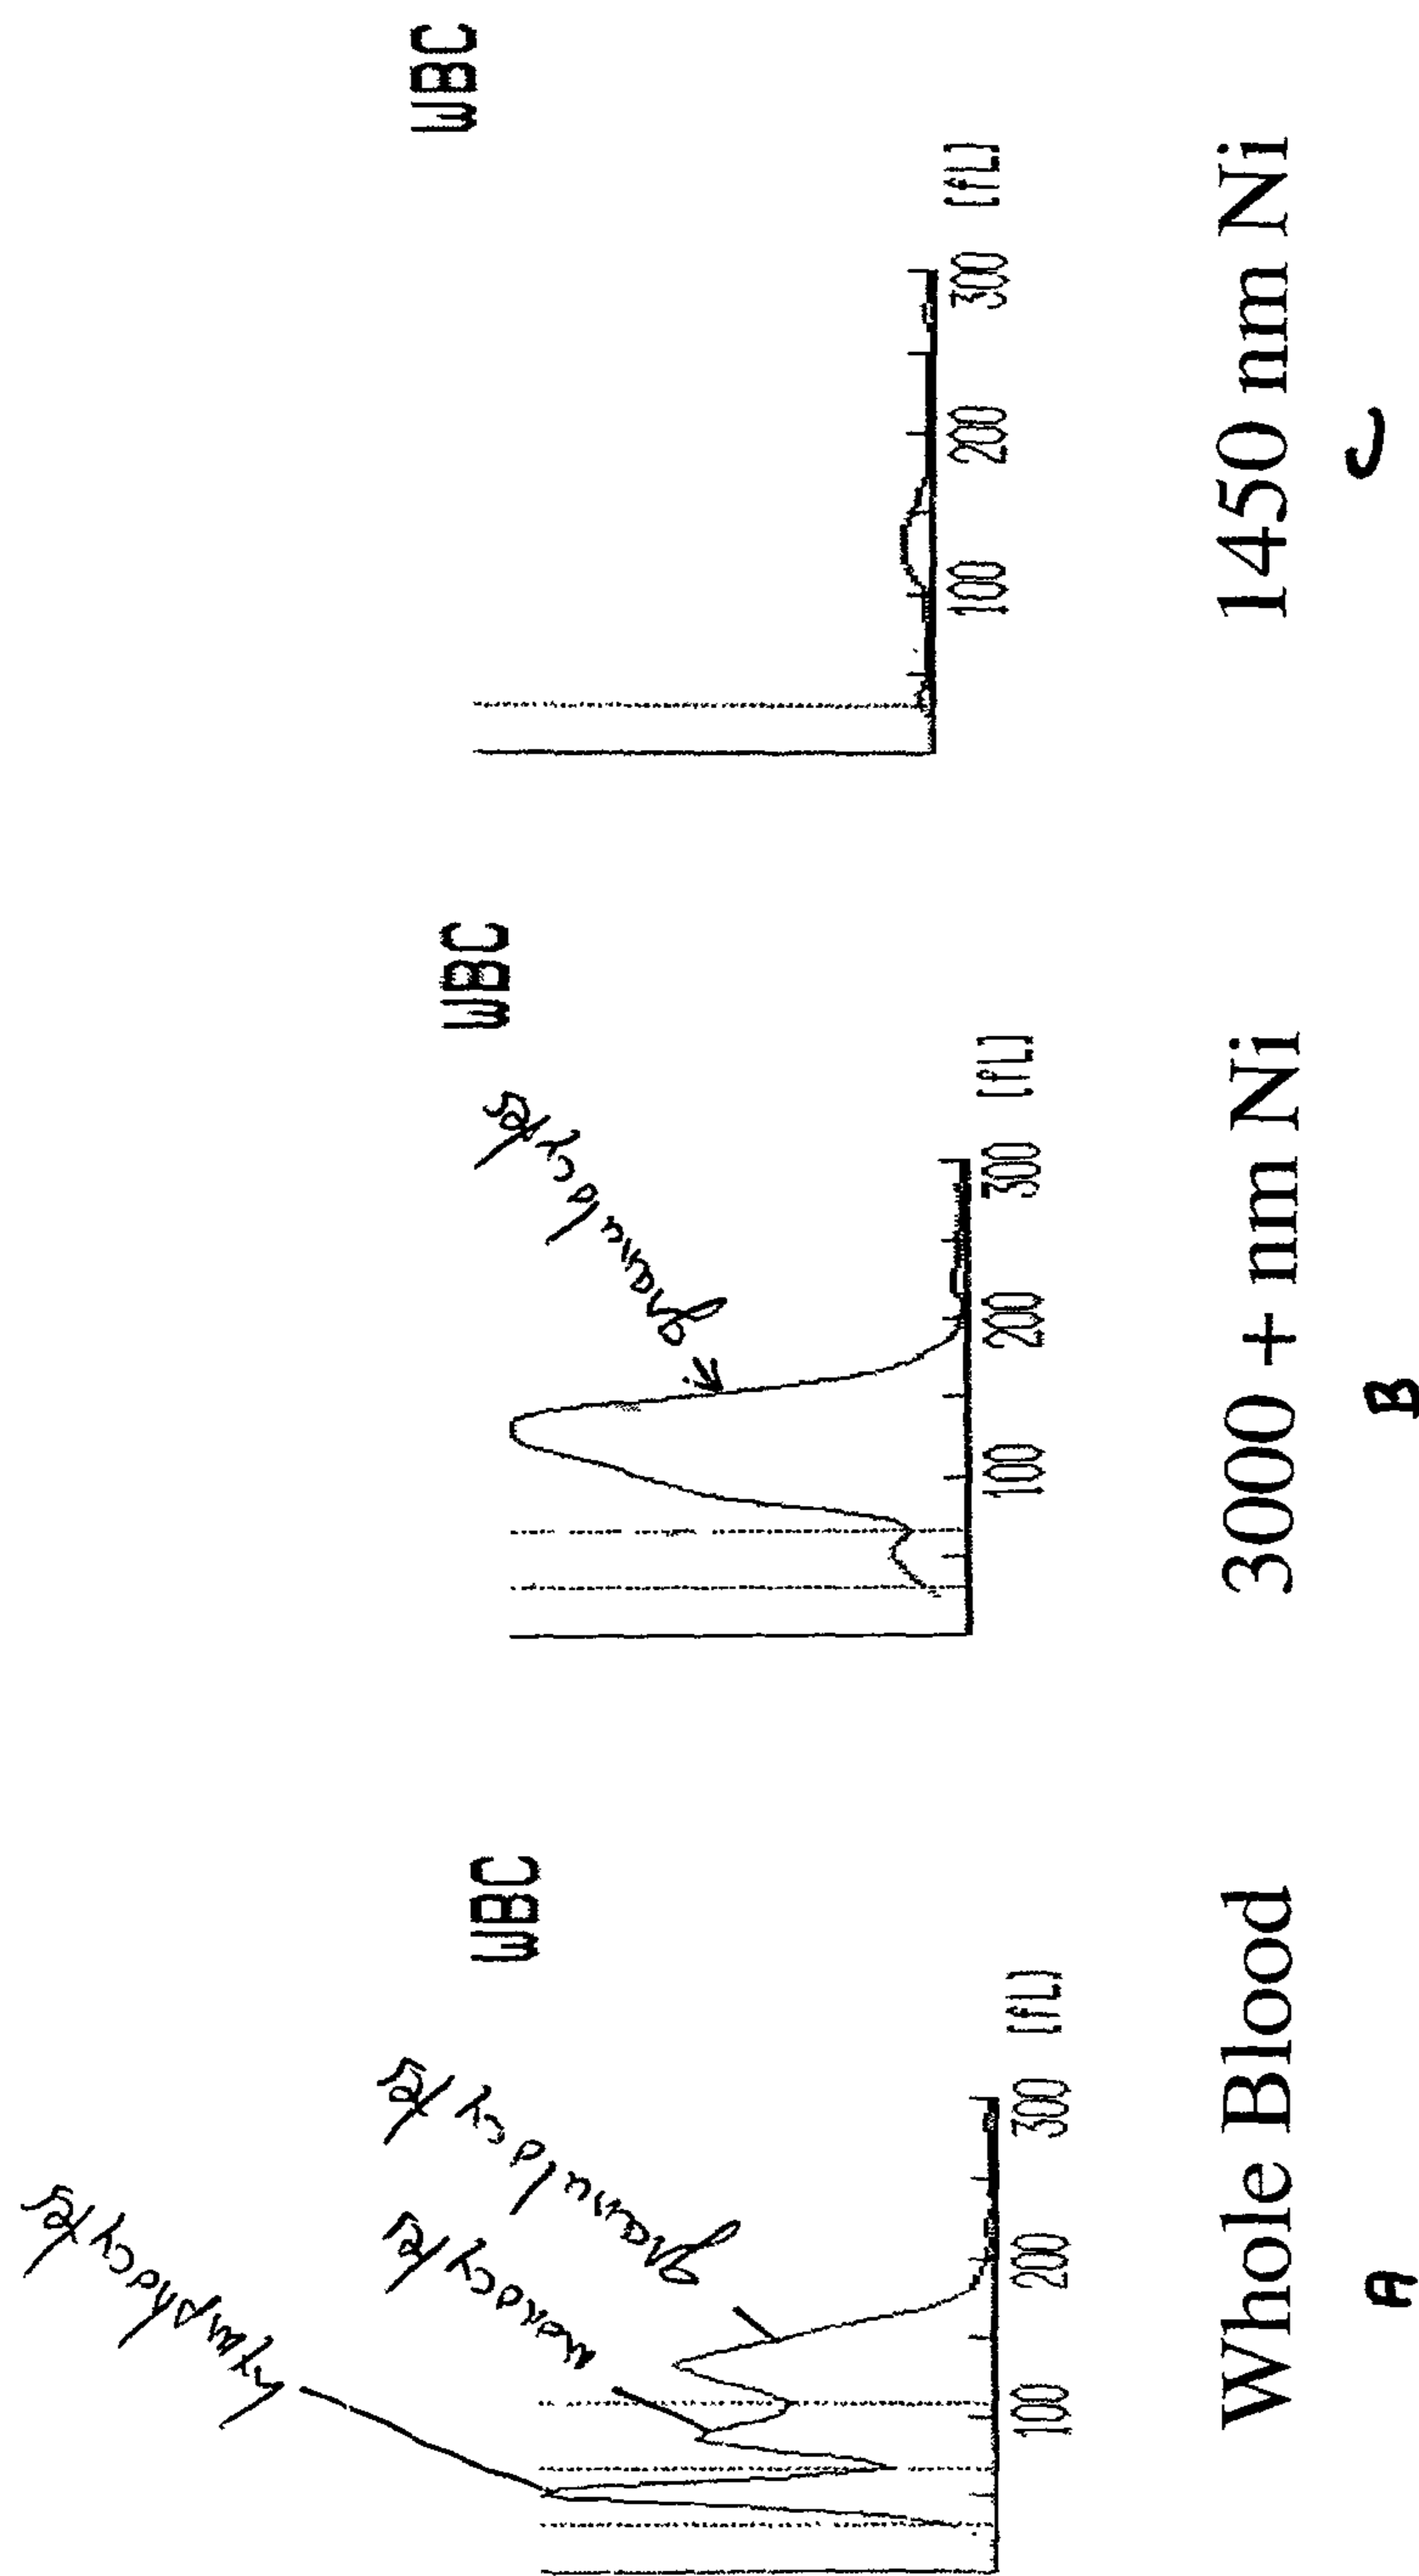 WBC
lymphocytes
monocytes
granulocytes
100 200 300 [fL]
Whole Blood
A
WBC
granulocytes
100 200 300 [fL]
3000 + nm Ni
B
WBC
100 200 300 [fL]
1450 nm Ni
C